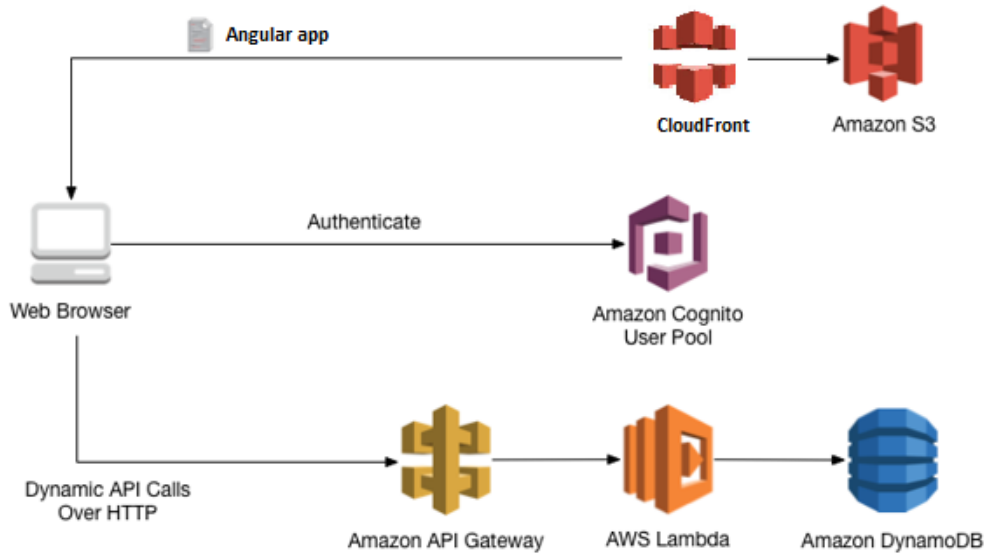 Angular app
CloudFront
Amazon S3
Authenticate
Web Browser
Amazon Cognito
User Pool
Dynamic API Calls
Over HTTP
Amazon API Gateway
AWS Lambda
Amazon DynamoDB